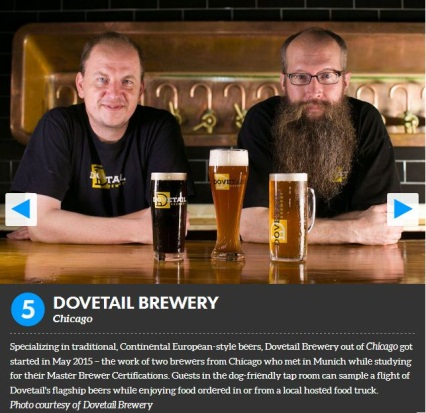 DOVETAIL
DOVETAIL
5 DOVETAIL BREWERY
Chicago
Specializing in traditional, Continental European-style beers, Dovetail Brewery out of Chicago got
started in May 2015 – the work of two brewers from Chicago who met in Munich while studying
for their Master Brewer Certifications. Guests in the dog-friendly tap room can sample a flight of
Dovetail's flagship beers while enjoying food ordered in or from a local hosted food truck.
Photo courtesy of Dovetail Brewery